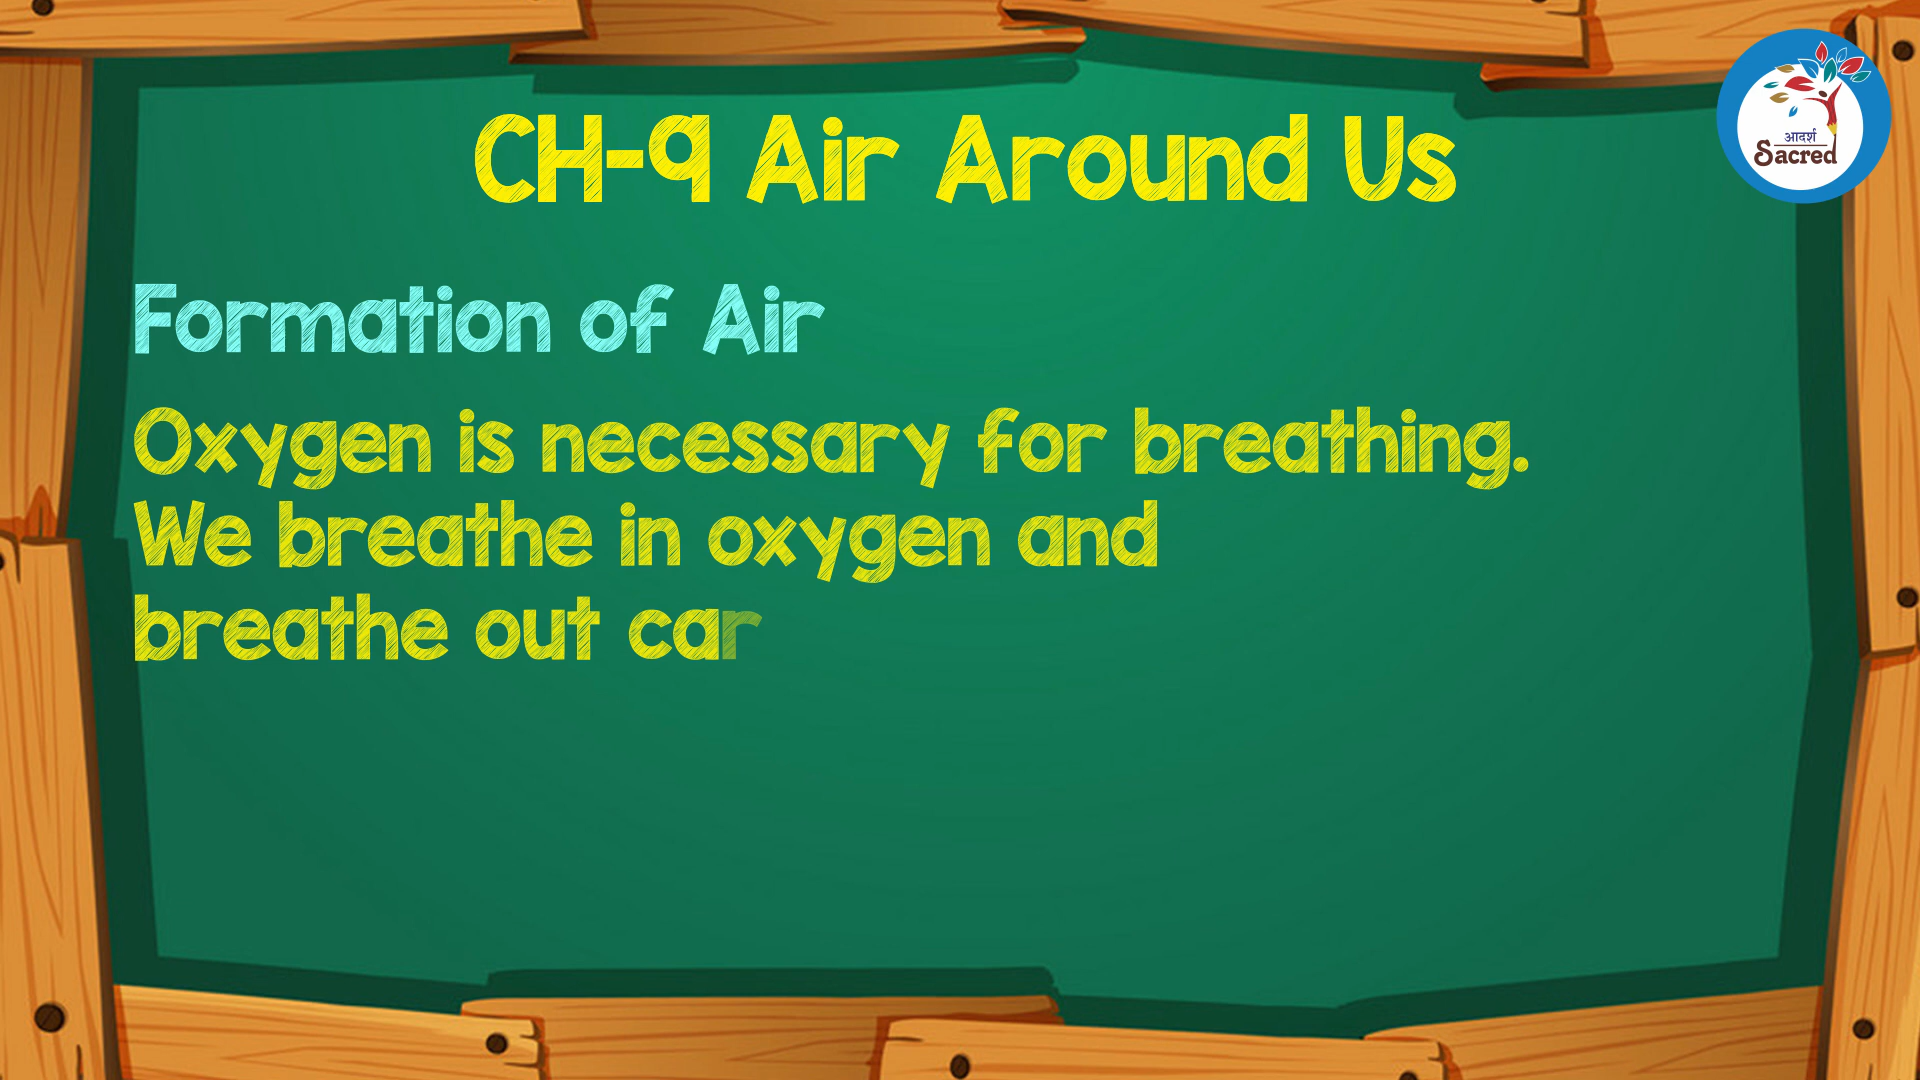 CH-9 Air Around Us
आदर्श
Sacred
Formation of Air
Oxygen is necessary for breathing.
We breathe in oxygen and
breathe out car